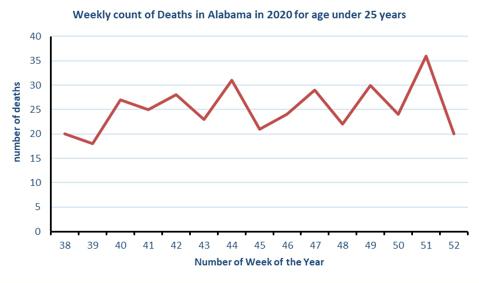 Weekly count of Deaths in Alabama in 2020 for age under 25 years
number of deaths
40
35
30
25
20
15
10
5
0
38 39 40 41 42 43 44 45 46 47 48 49 50 51 52
Number of Week of the Year